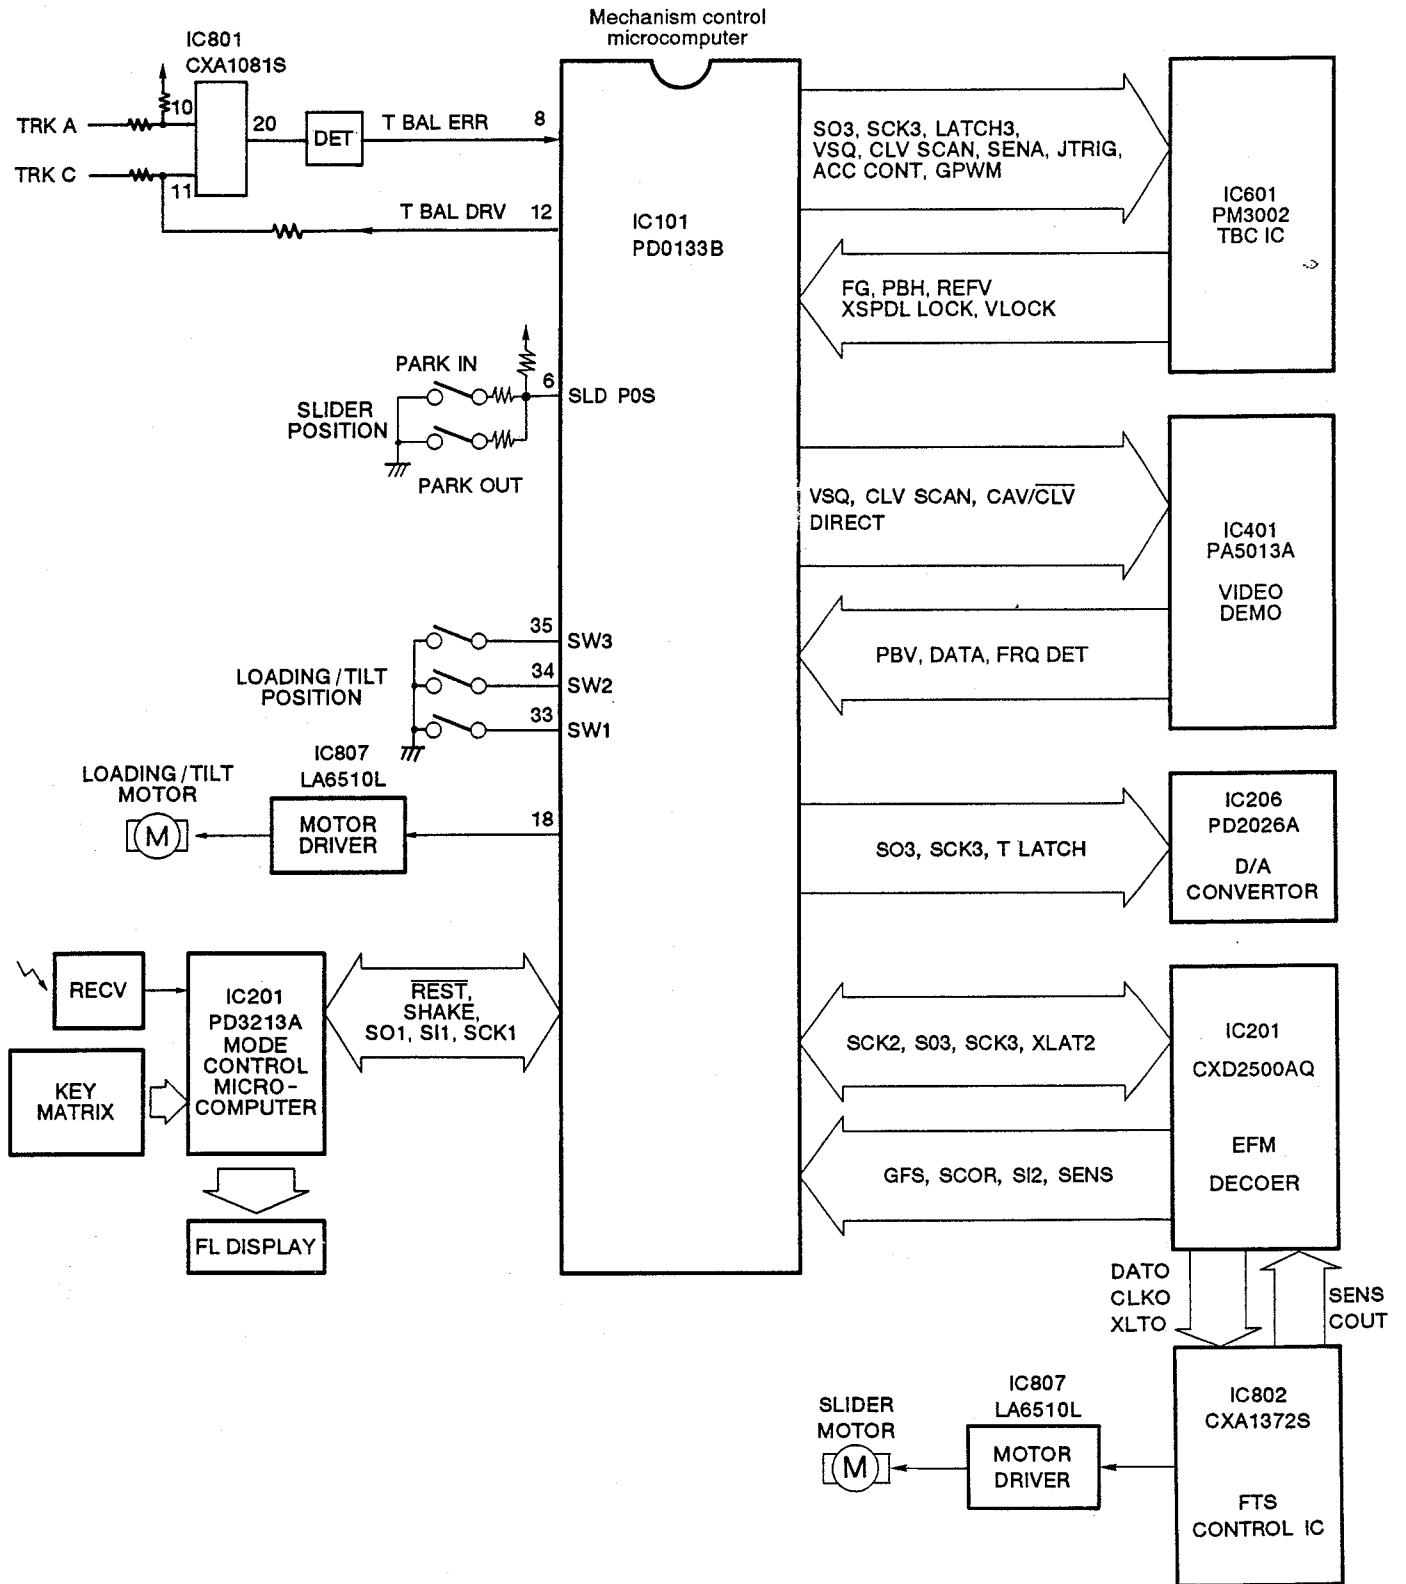 Mechanism control
microcomputer
IC801
CXA1081S
10
TRK A
20
DET
T BAL ERR
8
TRK C
11
T BAL DRV
12
IC101
PD0133B
SO3, SCK3, LATCH3,
VSQ, CLV SCAN, SENA, JTRIG,
ACC CONT, GPWM
IC601
PM3002
TBC IC
FG, PBH, REFV
XSPDL LOCK, VLOCK
PARK IN
6
SLD P0S
SLIDER
POSITION
PARK OUT
VSQ, CLV SCAN, CAV/CLV
DIRECT
IC401
PA5013A
VIDEO
DEMO
PBV, DATA, FRQ DET
35
SW3
LOADING/TILT
POSITION
34
SW2
33
SW1
IC807
LA6510L
LOADING/TILT
MOTOR
M
MOTOR
DRIVER
18
SO3, SCK3, T LATCH
IC206
PD2026A
D/A
CONVERTOR
RECV
KEY
MATRIX
IC201
PD3213A
MODE
CONTROL
MICRO-
COMPUTER
REST,
SHAKE,
SO1, SI1, SCK1
FL DISPLAY
SCK2, S03, SCK3, XLAT2
GFS, SCOR, SI2, SENS
IC201
CXD2500AQ
EFM
DECOER
DATO
CLKO
XLTO
SENS
COUT
SLIDER
MOTOR
M
IC807
LA6510L
MOTOR
DRIVER
IC802
CXA1372S
FTS
CONTROL IC